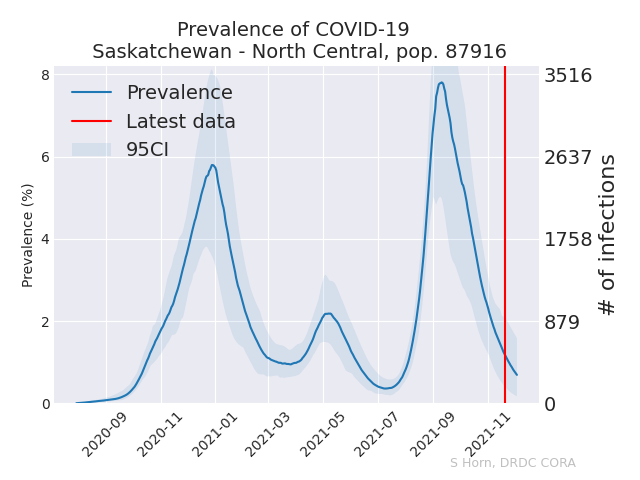 Prevalence of COVID-19
Saskatchewan - North Central, pop. 87916
Prevalence
Latest data
95CI
Prevalence (%)
8
6
4
2
0
3516
2637
1758
879
0
# of infections
2020-09
2020-11
2021-01
2021-03
2021-05
2021-07
2021-09
2021-11
S Horn, DRDC CORA